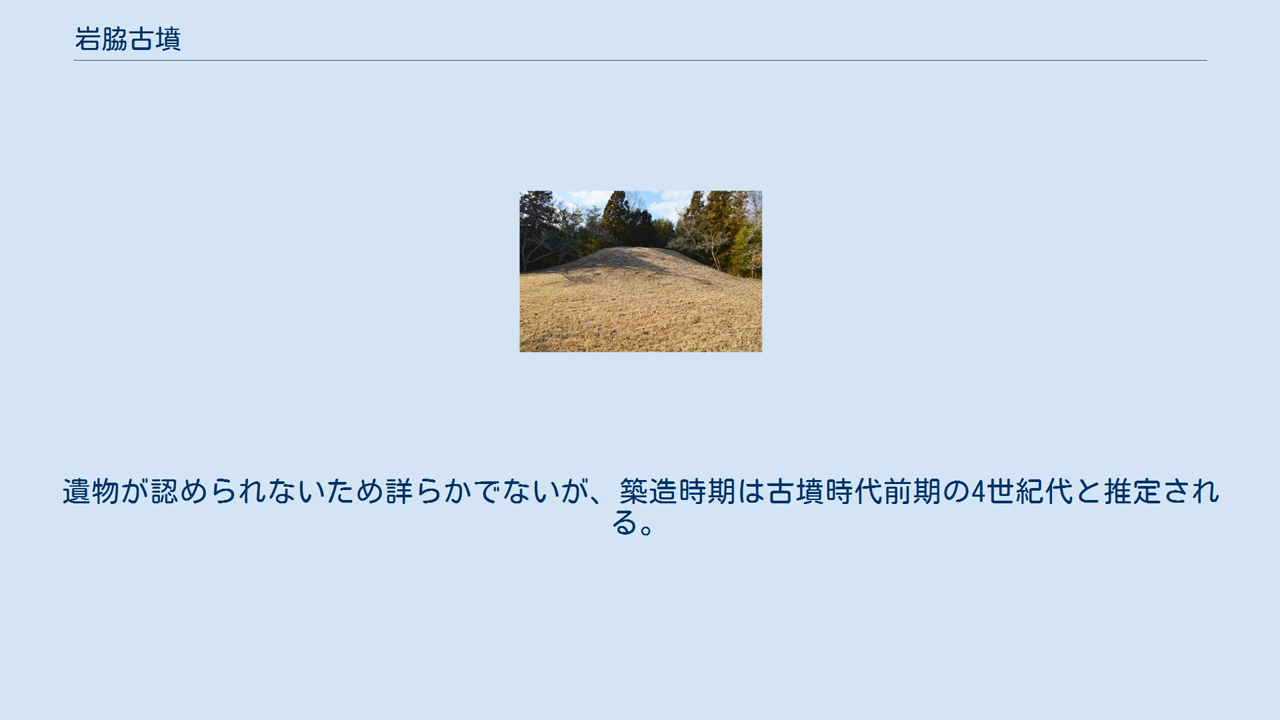 岩脇古墳
遺物が認められないため詳らかでないが、築造時期は古墳時代前期の4世紀代と推定され
る。